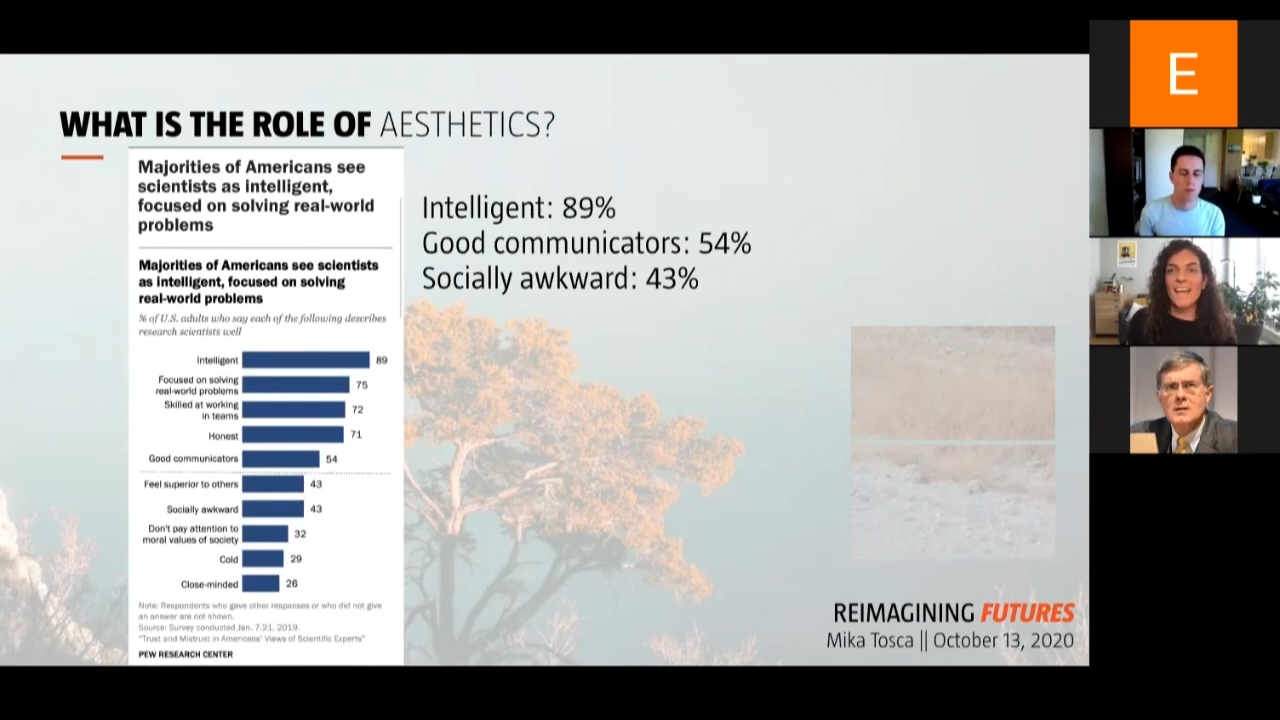 WHAT IS THE ROLE OF AESTHETICS?
Majorities of Americans see
scientists as intelligent,
focused on solving real-world
problems
Majorities of Americans see scientists
as intelligent, focused on solving
real-world problems
% of U.S. adults who say each of the following describes
research scientists well
Intelligent 89
Focused on solving
real-world problems 75
Skilled at working
in teams 72
Honest 71
Good communicators 54
Feel superior to others 43
Socially awkward 43
Don't pay attention to
moral values of society 32
Cold 29
Close-minded 26
Note: Respondents who gave other responses or who did not give
an answer are not shown.
Source: Survey conducted Jan. 7-21, 2019.
"Trust and Mistrust in Americans' Views of Scientific Experts"
PEW RESEARCH CENTER
Intelligent: 89%
Good communicators: 54%
Socially awkward: 43%
REIMAGINING FUTURES
Mika Tosca || October 13, 2020
E